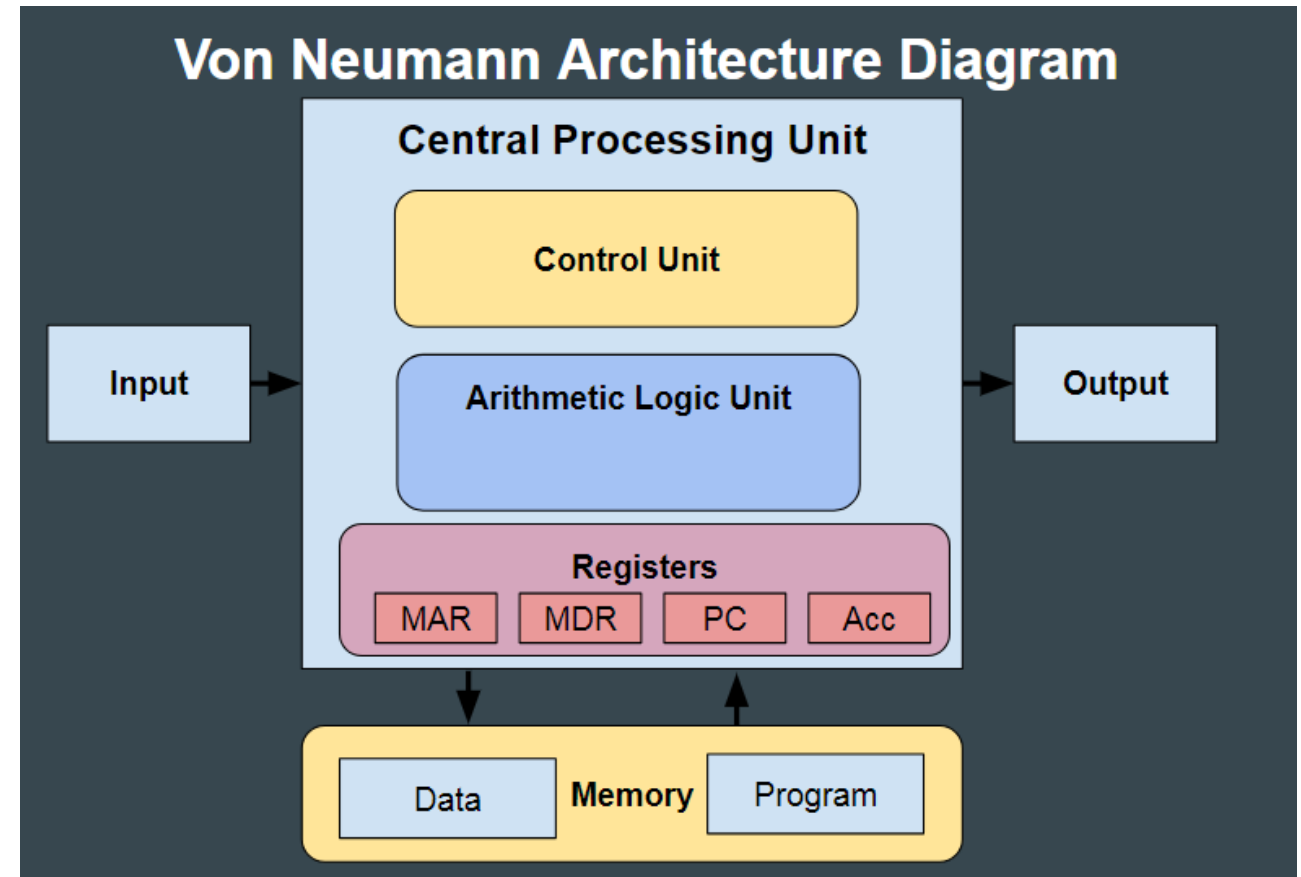 Von Neumann Architecture Diagram
Central Processing Unit
Control Unit
Input
Arithmetic Logic Unit
Output
Registers
MAR MDR PC Acc
Data Memory Program